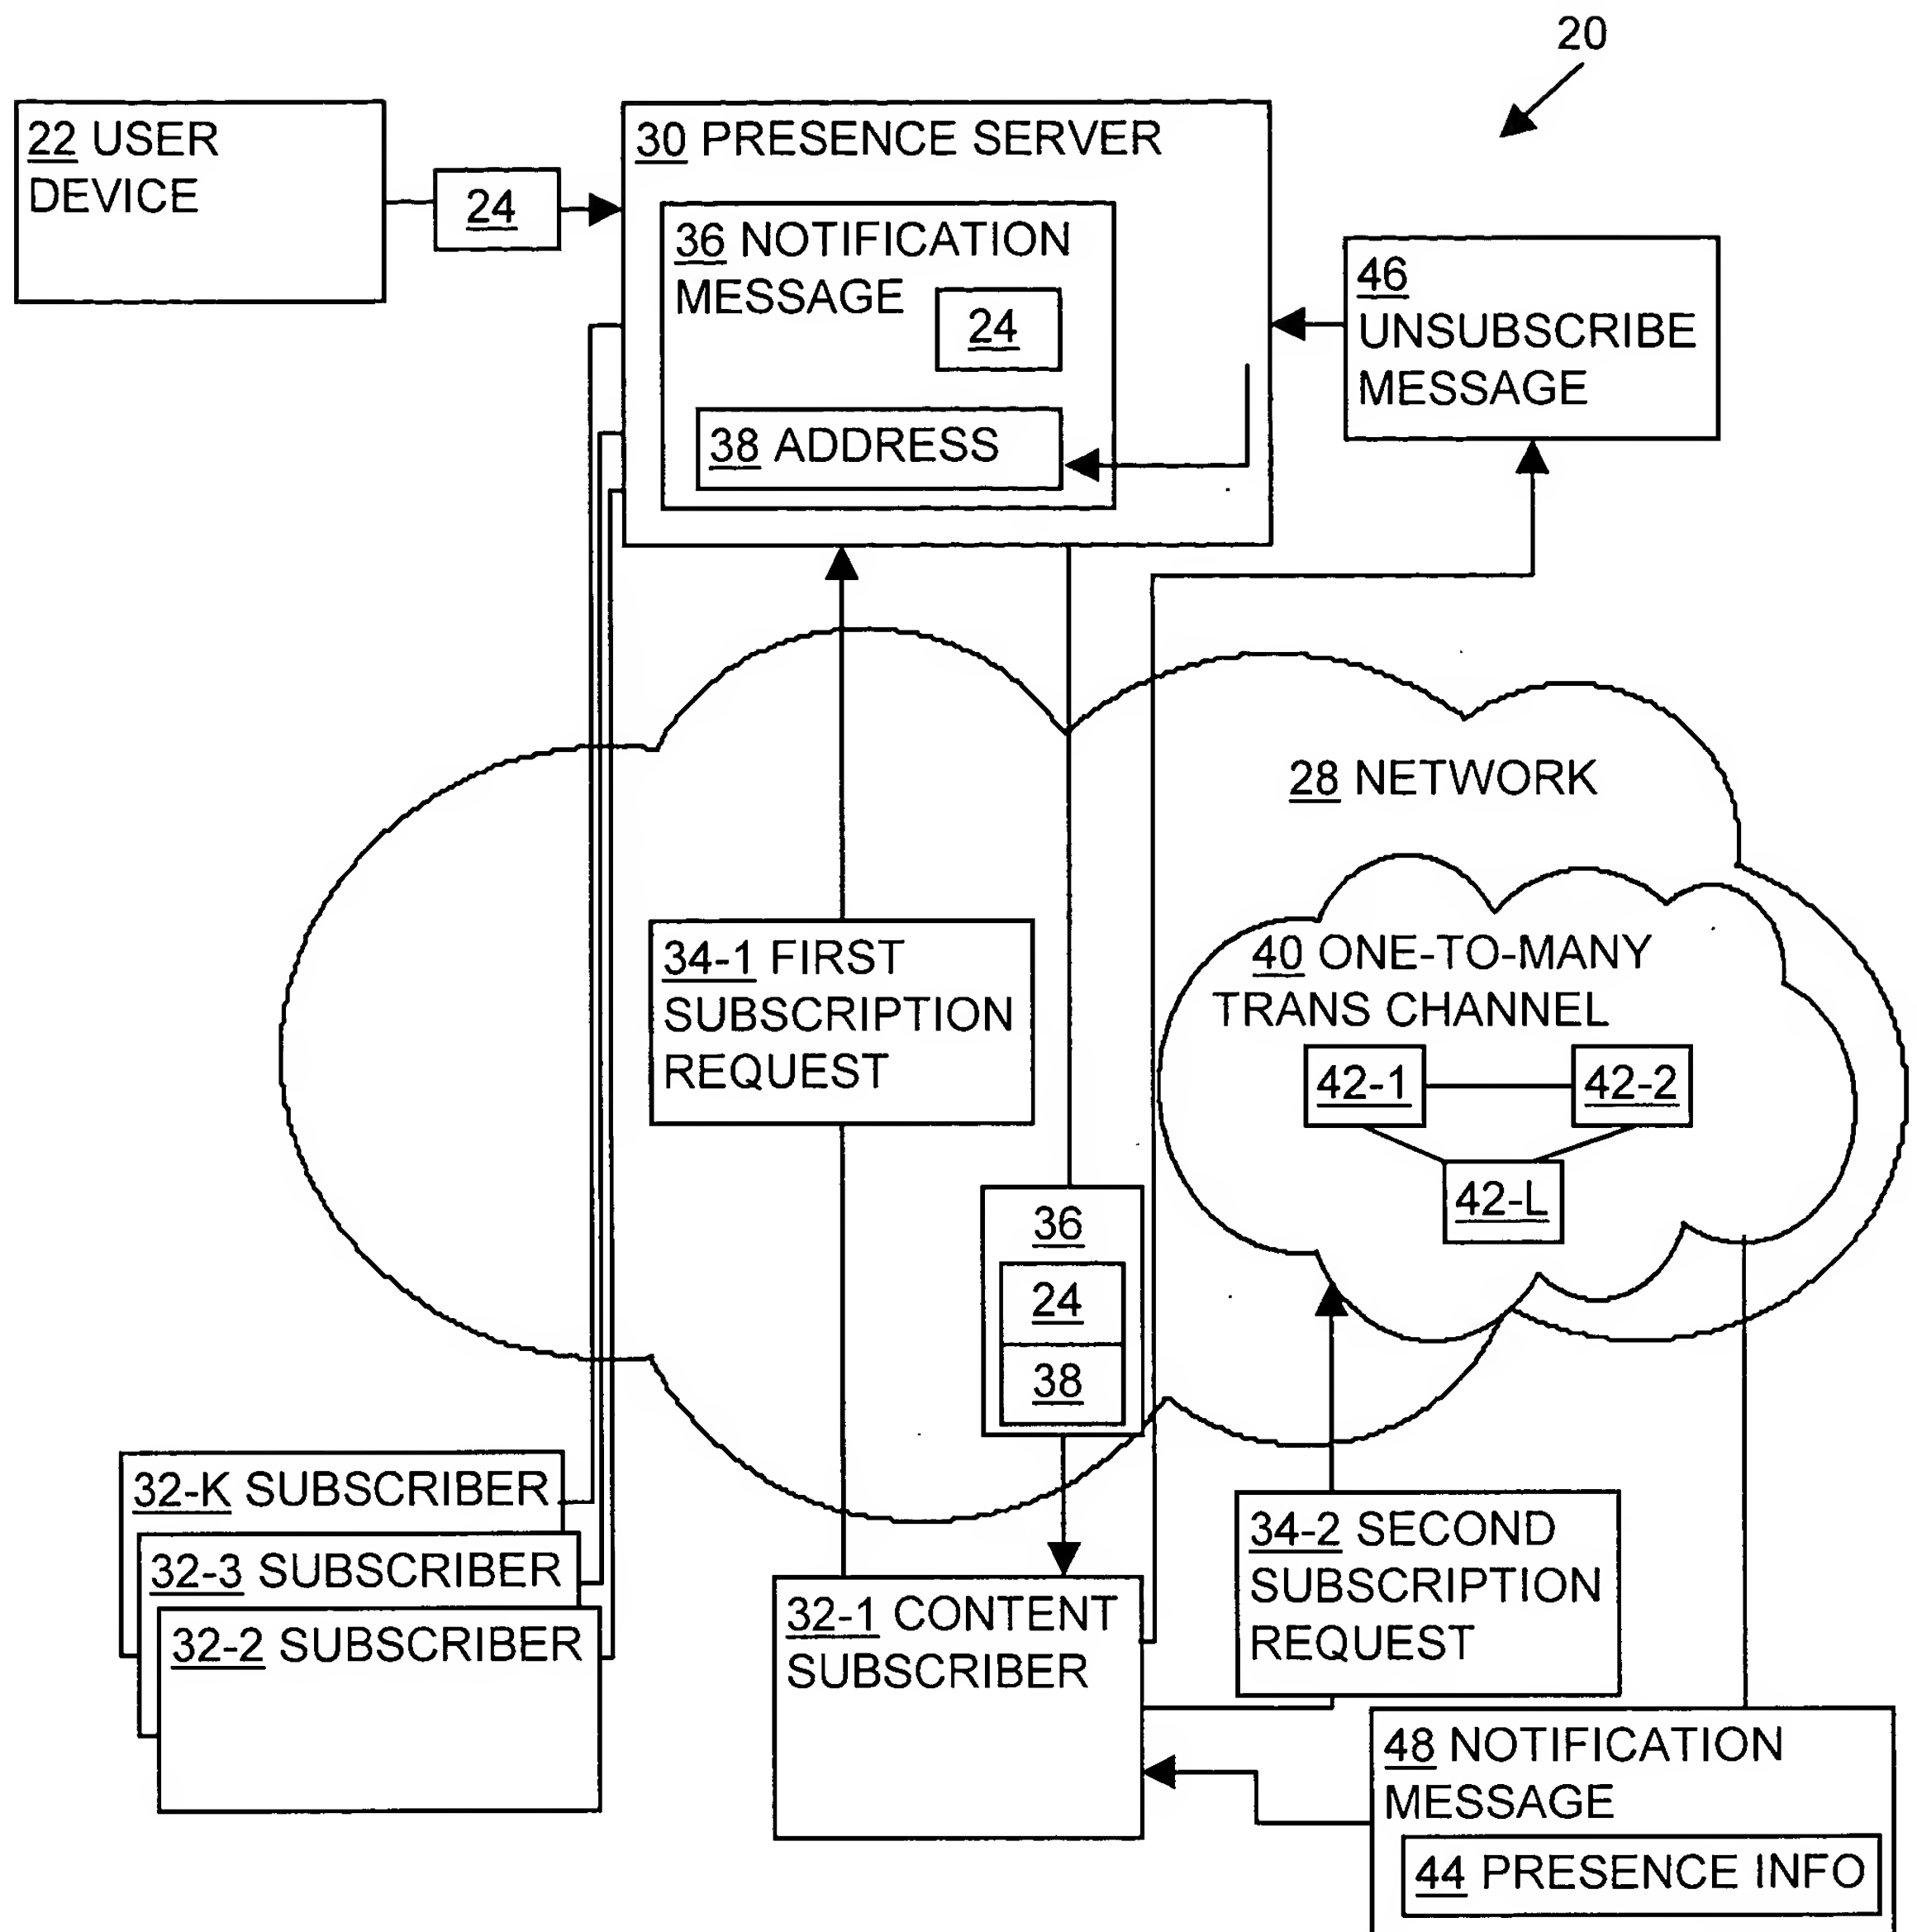 20
22 USER
DEVICE
24
30 PRESENCE SERVER
36 NOTIFICATION
MESSAGE
24
38 ADDRESS
46
UNSUBSCRIBE
MESSAGE
28 NETWORK
34-1 FIRST
SUBSCRIPTION
REQUEST
40 ONE-TO-MANY
TRANS CHANNEL
42-1
42-2
42-L
36
24
38
32-K SUBSCRIBER
32-3 SUBSCRIBER
32-2 SUBSCRIBER
32-1 CONTENT
SUBSCRIBER
34-2 SECOND
SUBSCRIPTION
REQUEST
48 NOTIFICATION
MESSAGE
44 PRESENCE INFO